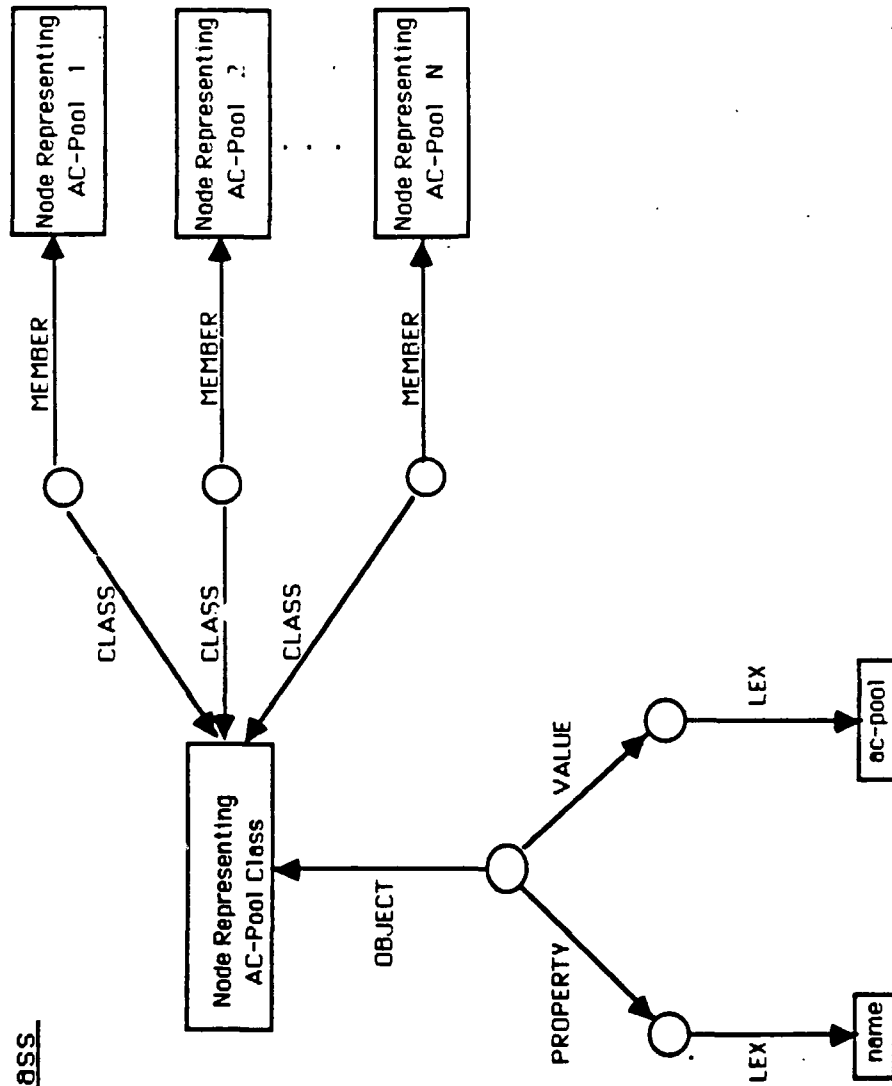 ass
Node Representing
AC-Pool 1
Node Representing
AC-Pool 2
. . .
Node Representing
AC-Pool N
MEMBER
MEMBER
MEMBER
CLASS
CLASS
CLASS
Node Representing
AC-Pool Class
OBJECT
PROPERTY
VALUE
LEX
LEX
name
ac-pool